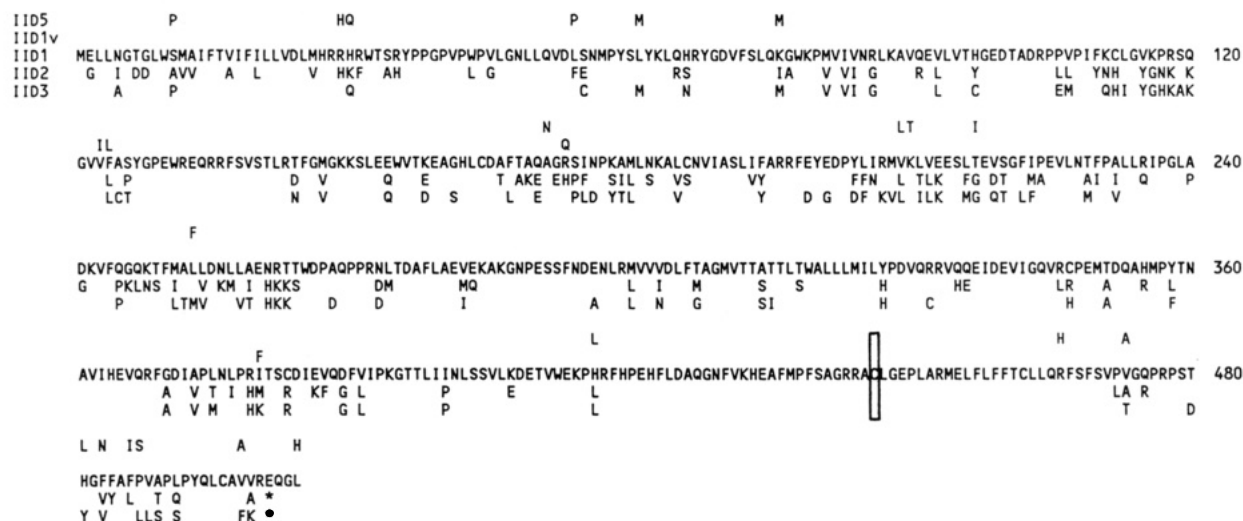 IID5 P HQ P M M
IID1v
IID1 MELLNGTGLWSMAIFTVIFILLVDLMHRRHRWTSRYPPGPVPWPVLGNLLQVDLSNMPYSLYKLQHRYGDVFSLQKGWKPMVIVNRLKAVQEVLVTHGEDTADRPPVPIFKCLGVKPRSQ 120
IID2 G I DD AVV A L V HKF AH W L G FE RS IA V VI G R L Y LL YNH YGNK K
IID3 A P Q C M N M V VI G L C EM QHI YGHKAK
N LT I
IL Q
GVVFASYGPEWREQRRFSVSTLRTFGMGKKSLEEWVTKEAGHLCDAFTAQAGRSINPKAMLNKALCNVIASLIFARRFEYEDPYLIRMVKLVEESLTEVSGFIPEVLNTFPALLRIPGLA 240
L P D V Q E T AKE EHPF SIL S VS VY FFN L TLK FG DT MA AI I Q P
LCT N V Q D S L E PLD YTL V Y D G DF KVL ILK MG QT LF M V
F
DKVFQGQKTFMALLDNLLAENRTTWDPAQPPRNLTDAFLAEVEKAKGNPESSFNDENLRMVVVDLFTAGMVTTATTLTWALLLMILYPDVQRRVQQEIDEVIGQVRCPEMTDQAHMPYTN 360
G PKLNS I V KM I HKKS DM MQ M I M S S H HE LR A R L
P LTMV VT HKK D D I A L N G SI H C H A F
L H A
F
AVIHEVQRFGDIAPLNLPRITSCDIEVQDFVIPKGTTLIINLSSVLKDETVWEKPHRFHPEHFLDAQGNFVKHEAFMPFSAGRRACLGEPLARMELFLFFTCLLQRFSFSVPVGQPRPST 480
A V T I HM R KF G L P E L LA R
A V M HK R G L P L T D
L N IS A H
HGFFAFPVAPLPYQLCAVVREQGL
VY L T Q A *
Y V LLS S FK •